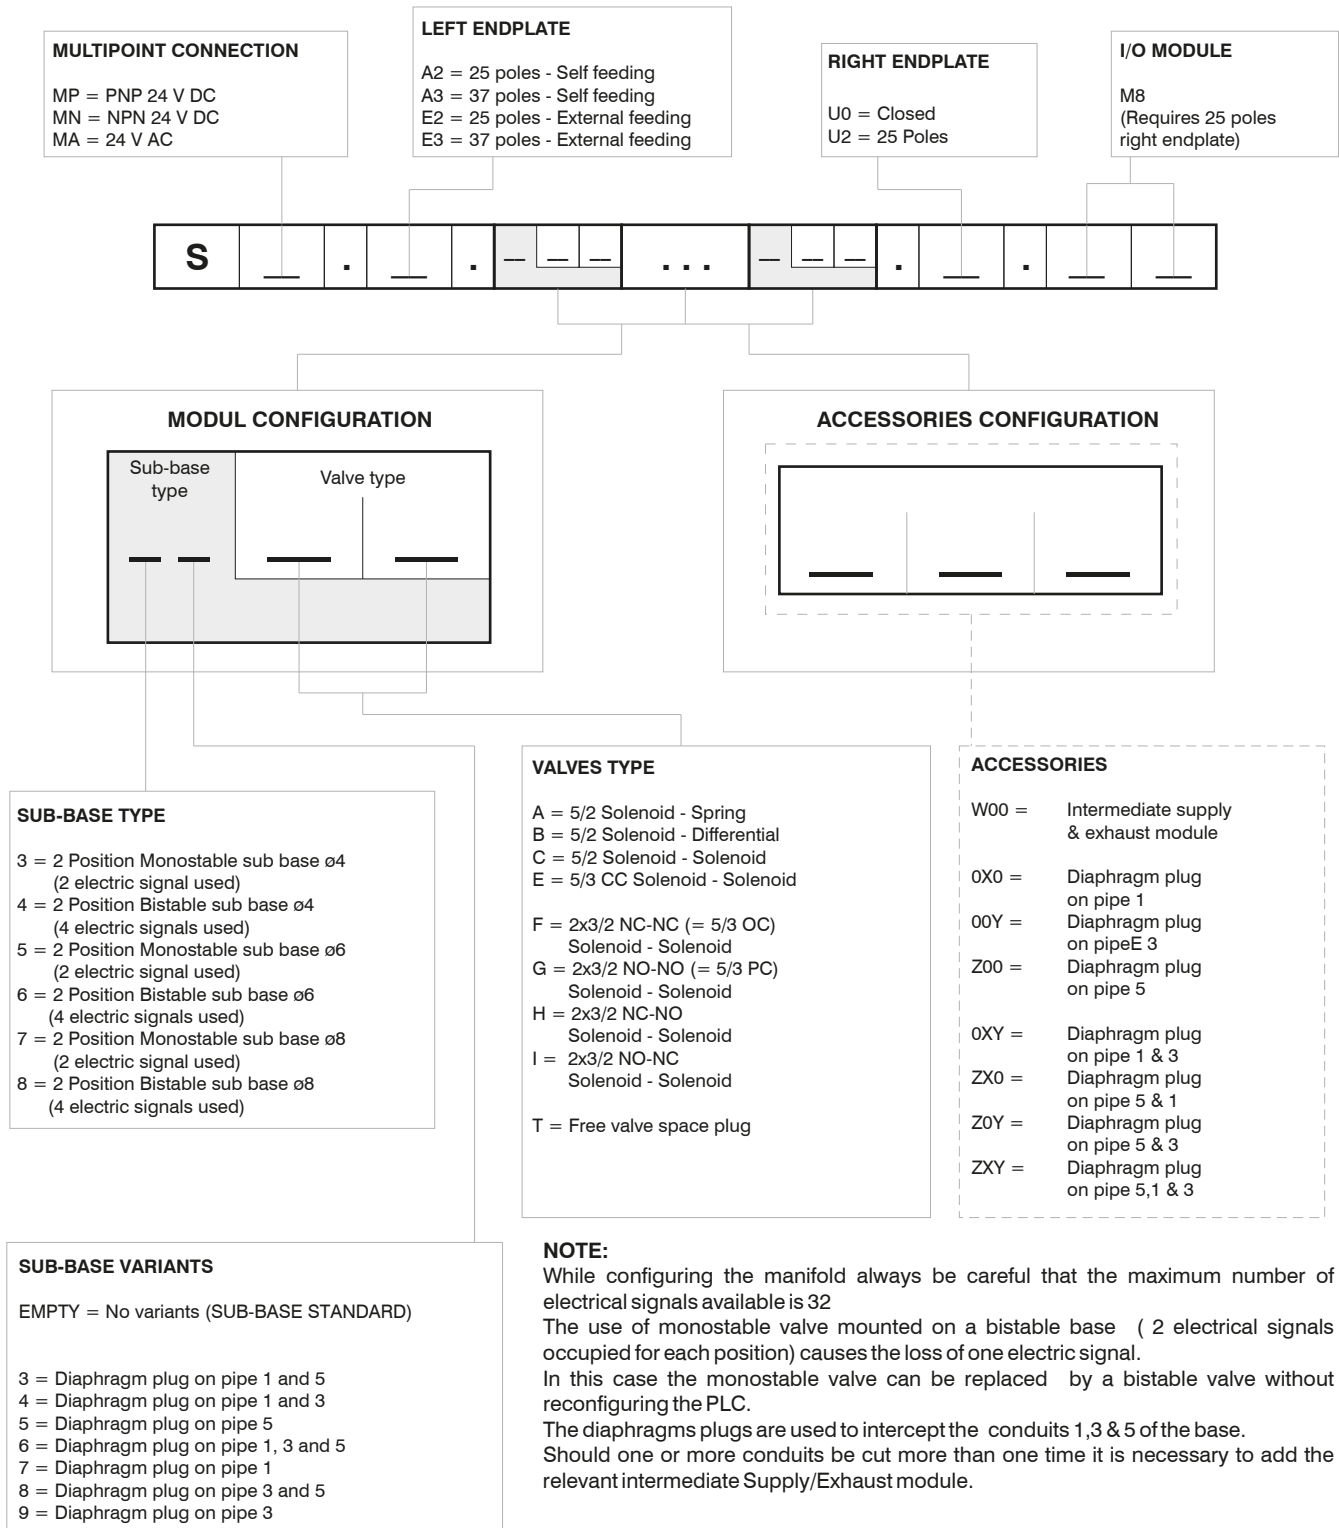 MULTIPOINT CONNECTION
MP = PNP 24 V DC
MN = NPN 24 V DC
MA = 24 V AC
LEFT ENDPLATE
A2 = 25 poles - Self feeding
A3 = 37 poles - Self feeding
E2 = 25 poles - External feeding
E3 = 37 poles - External feeding
RIGHT ENDPLATE
U0 = Closed
U2 = 25 Poles
I/O MODULE
M8
(Requires 25 poles
right endplate)
S __ . __ . __ __ __ . . . __ __ __ . __ . __ __
MODUL CONFIGURATION
Sub-base
type
Valve type
ACCESSORIES CONFIGURATION
SUB-BASE TYPE
3 = 2 Position Monostable sub base ø4
(2 electric signal used)
4 = 2 Position Bistable sub base ø4
(4 electric signals used)
5 = 2 Position Monostable sub base ø6
(2 electric signal used)
6 = 2 Position Bistable sub base ø6
(4 electric signals used)
7 = 2 Position Monostable sub base ø8
(2 electric signal used)
8 = 2 Position Bistable sub base ø8
(4 electric signals used)
VALVES TYPE
A = 5/2 Solenoid - Spring
B = 5/2 Solenoid - Differential
C = 5/2 Solenoid - Solenoid
E = 5/3 CC Solenoid - Solenoid
F = 2x3/2 NC-NC (= 5/3 OC)
Solenoid - Solenoid
G = 2x3/2 NO-NO (= 5/3 PC)
Solenoid - Solenoid
H = 2x3/2 NC-NO
Solenoid - Solenoid
I = 2x3/2 NO-NC
Solenoid - Solenoid
T = Free valve space plug
ACCESSORIES
W00 = Intermediate supply
& exhaust module
0X0 = Diaphragm plug
on pipe 1
00Y = Diaphragm plug
on pipeE 3
Z00 = Diaphragm plug
on pipe 5
0XY = Diaphragm plug
on pipe 1 & 3
ZX0 = Diaphragm plug
on pipe 5 & 1
Z0Y = Diaphragm plug
on pipe 5 & 3
ZXY = Diaphragm plug
on pipe 5,1 & 3
SUB-BASE VARIANTS
EMPTY = No variants (SUB-BASE STANDARD)
3 = Diaphragm plug on pipe 1 and 5
4 = Diaphragm plug on pipe 1 and 3
5 = Diaphragm plug on pipe 5
6 = Diaphragm plug on pipe 1, 3 and 5
7 = Diaphragm plug on pipe 1
8 = Diaphragm plug on pipe 3 and 5
9 = Diaphragm plug on pipe 3
NOTE:
While configuring the manifold always be careful that the maximum number of
electrical signals available is 32
The use of monostable valve mounted on a bistable base ( 2 electrical signals
occupied for each position) causes the loss of one electric signal.
In this case the monostable valve can be replaced by a bistable valve without
reconfiguring the PLC.
The diaphragms plugs are used to intercept the conduits 1,3 & 5 of the base.
Should one or more conduits be cut more than one time it is necessary to add the
relevant intermediate Supply/Exhaust module.